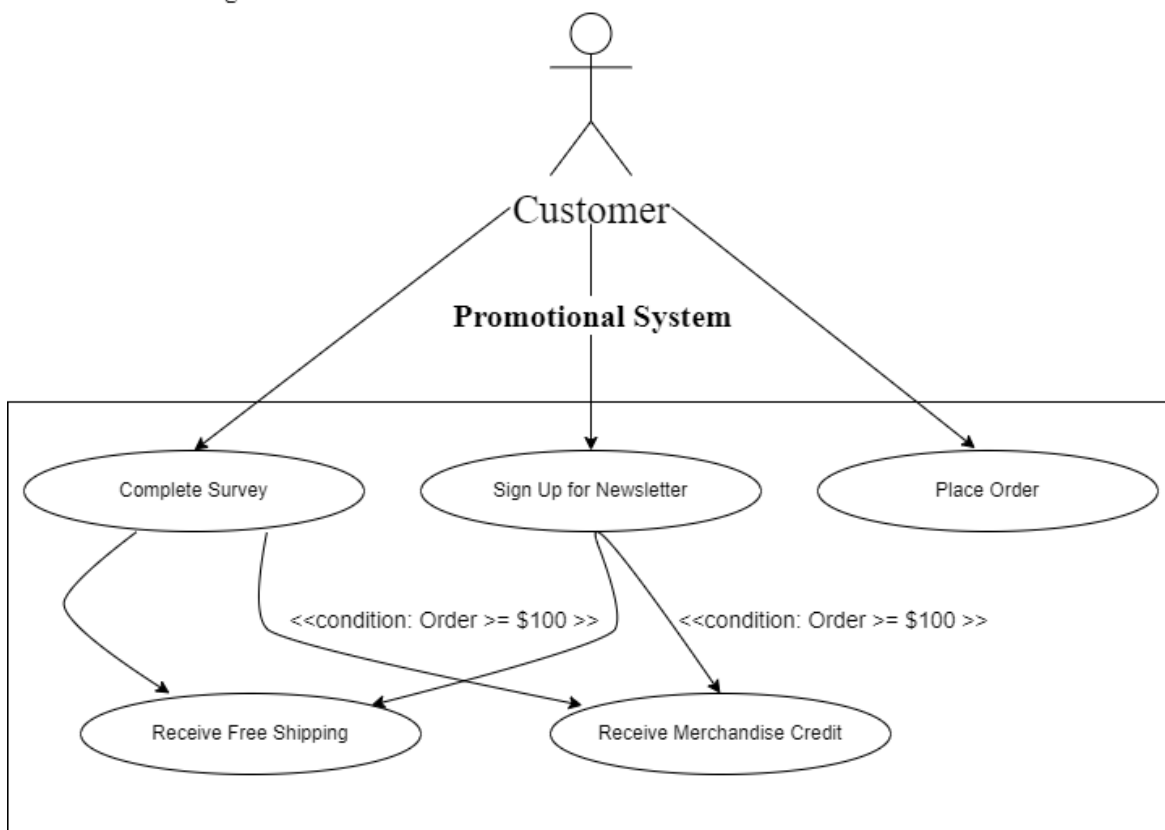 Customer
Promotional System
Complete Survey
Sign Up for Newsletter
Place Order
<<condition: Order >= $100 >>
<<condition: Order >= $100 >>
Receive Free Shipping
Receive Merchandise Credit